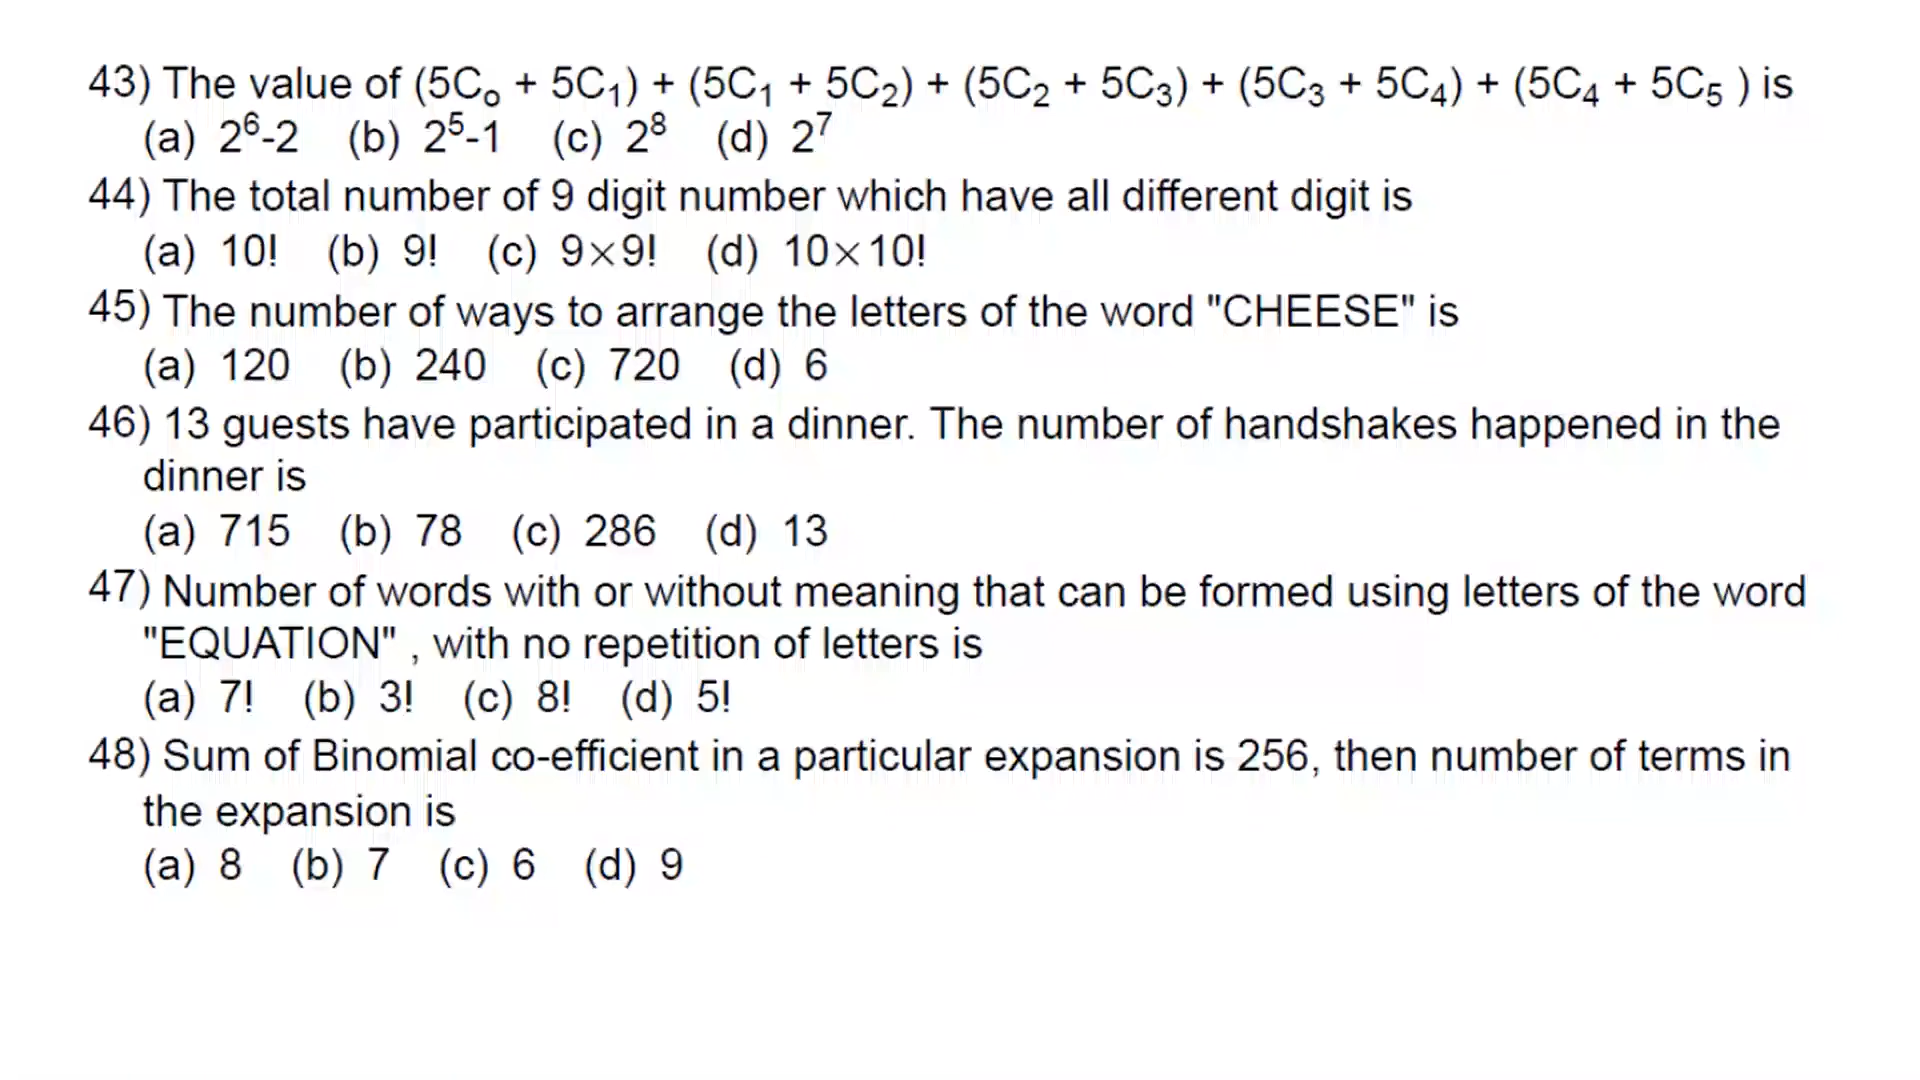 43) The value of (5C₀ + 5C₁) + (5C₁ + 5C₂) + (5C₂ + 5C₃) + (5C₃ + 5C₄) + (5C₄ + 5C₅ ) is
(a) 2⁶-2 (b) 2⁵-1 (c) 2⁸ (d) 2⁷
44) The total number of 9 digit number which have all different digit is
(a) 10! (b) 9! (c) 9×9! (d) 10×10!
45) The number of ways to arrange the letters of the word "CHEESE" is
(a) 120 (b) 240 (c) 720 (d) 6
46) 13 guests have participated in a dinner. The number of handshakes happened in the
dinner is
(a) 715 (b) 78 (c) 286 (d) 13
47) Number of words with or without meaning that can be formed using letters of the word
"EQUATION" , with no repetition of letters is
(a) 7! (b) 3! (c) 8! (d) 5!
48) Sum of Binomial co-efficient in a particular expansion is 256, then number of terms in
the expansion is
(a) 8 (b) 7 (c) 6 (d) 9